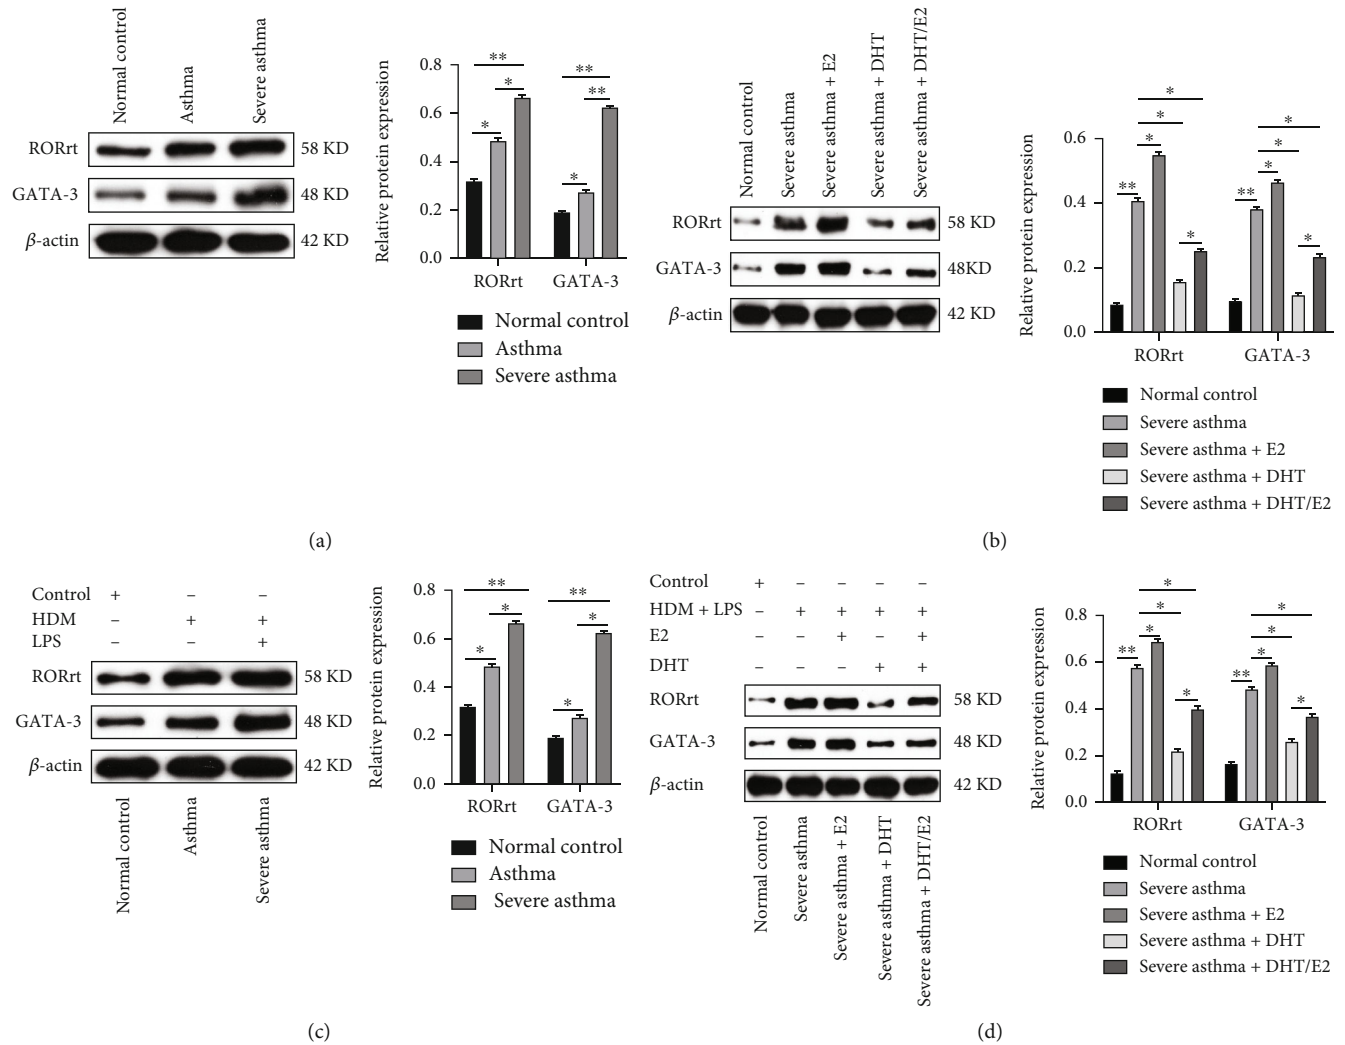 Normal control
Asthma
Severe asthma
RORrt
58 KD
GATA-3
48 KD
β-actin
42 KD
Relative protein expression
0.8
0.6
0.4
0.2
0.0
** * * ** ** *
RORrt GATA-3
Normal control
Asthma
Severe asthma
(a)
Normal control
Severe asthma
Severe asthma + E2
Severe asthma + DHT
Severe asthma + DHT/E2
RORrt
58 KD
GATA-3
48KD
β-actin
42 KD
Relative protein expression
0.6
0.4
0.2
0.0
* * * ** * * * * ** *
RORrt GATA-3
Normal control
Severe asthma
Severe asthma + E2
Severe asthma + DHT
Severe asthma + DHT/E2
(b)
Control + – –
HDM – + +
LPS – – +
RORrt
58 KD
GATA-3
48 KD
β-actin
42 KD
Normal control
Asthma
Severe asthma
Relative protein expression
0.8
0.6
0.4
0.2
0.0
** * * ** * *
RORrt GATA-3
Normal control
Asthma
Severe asthma
(c)
Control + – – – –
HDM + LPS – + + + +
E2 – – + – +
DHT – – – + +
RORrt
58 KD
GATA-3
48 KD
β-actin
42 KD
Normal control
Severe asthma
Severe asthma + E2
Severe asthma + DHT
Severe asthma + DHT/E2
Relative protein expression
0.8
0.6
0.4
0.2
0.0
* * * ** * * * * ** *
RORrt GATA-3
Normal control
Severe asthma
Severe asthma + E2
Severe asthma + DHT
Severe asthma + DHT/E2
(d)